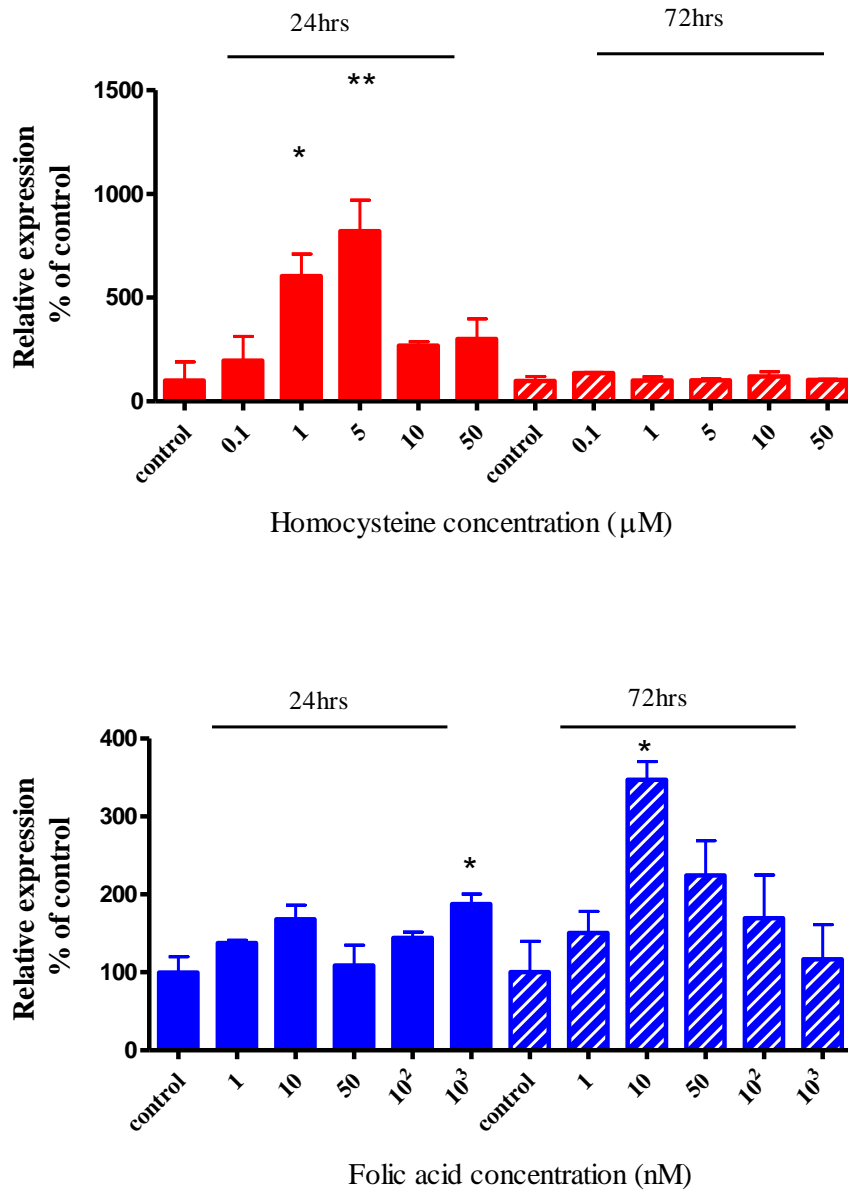 24hrs 72hrs
** 
*
1500
1000
500
0
Relative expression
% of control
control 0.1 1 5 10 50 control 0.1 1 5 10 50
Homocysteine concentration (μM)
24hrs 72hrs
*
*
400
300
200
100
0
Relative expression
% of control
control 1 10 50 10² 10³ control 1 10 50 10² 10³
Folic acid concentration (nM)